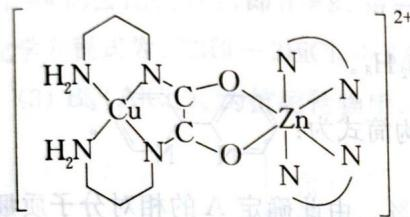 2+
H₂N N C O N N
Cu Zn
H₂N N C O N N